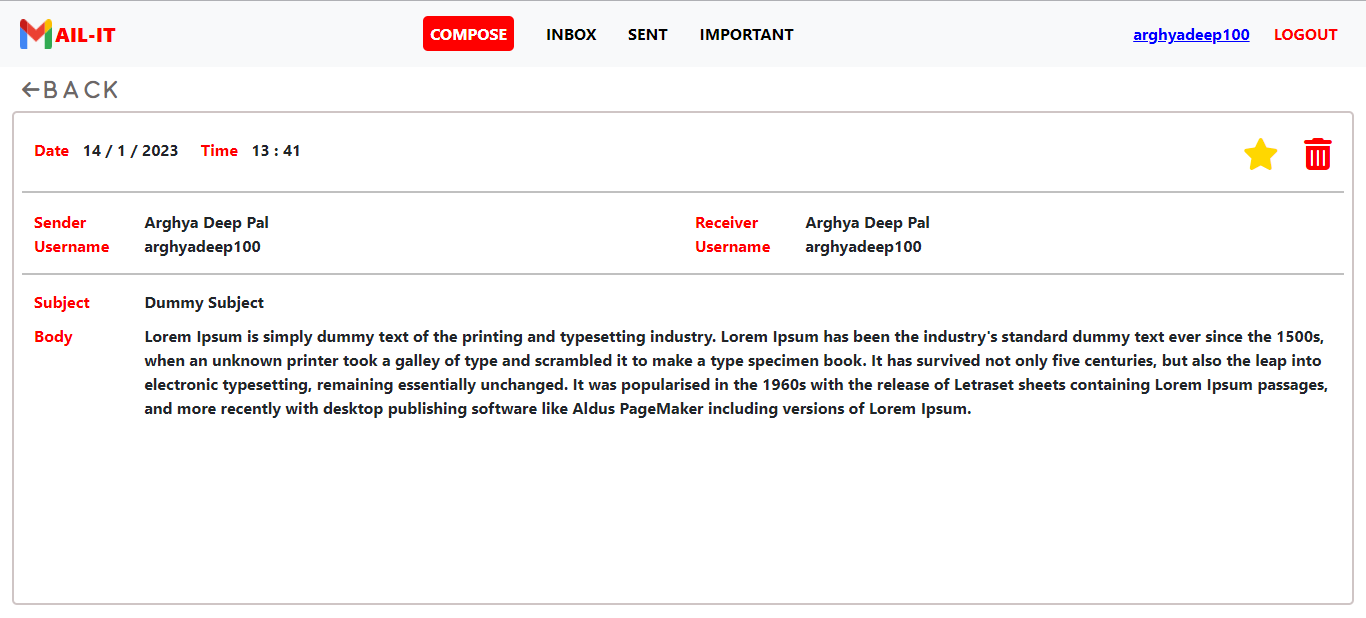 MAIL-IT COMPOSE INBOX SENT IMPORTANT arghyadeep100 LOGOUT
BACK
Date 14 / 1 / 2023 Time 13 : 41
Sender Arghya Deep Pal Receiver Arghya Deep Pal
Username arghyadeep100 Username arghyadeep100
Subject Dummy Subject
Body Lorem Ipsum is simply dummy text of the printing and typesetting industry. Lorem Ipsum has been the industry's standard dummy text ever since the 1500s,
when an unknown printer took a galley of type and scrambled it to make a type specimen book. It has survived not only five centuries, but also the leap into
electronic typesetting, remaining essentially unchanged. It was popularised in the 1960s with the release of Letraset sheets containing Lorem Ipsum passages,
and more recently with desktop publishing software like Aldus PageMaker including versions of Lorem Ipsum.